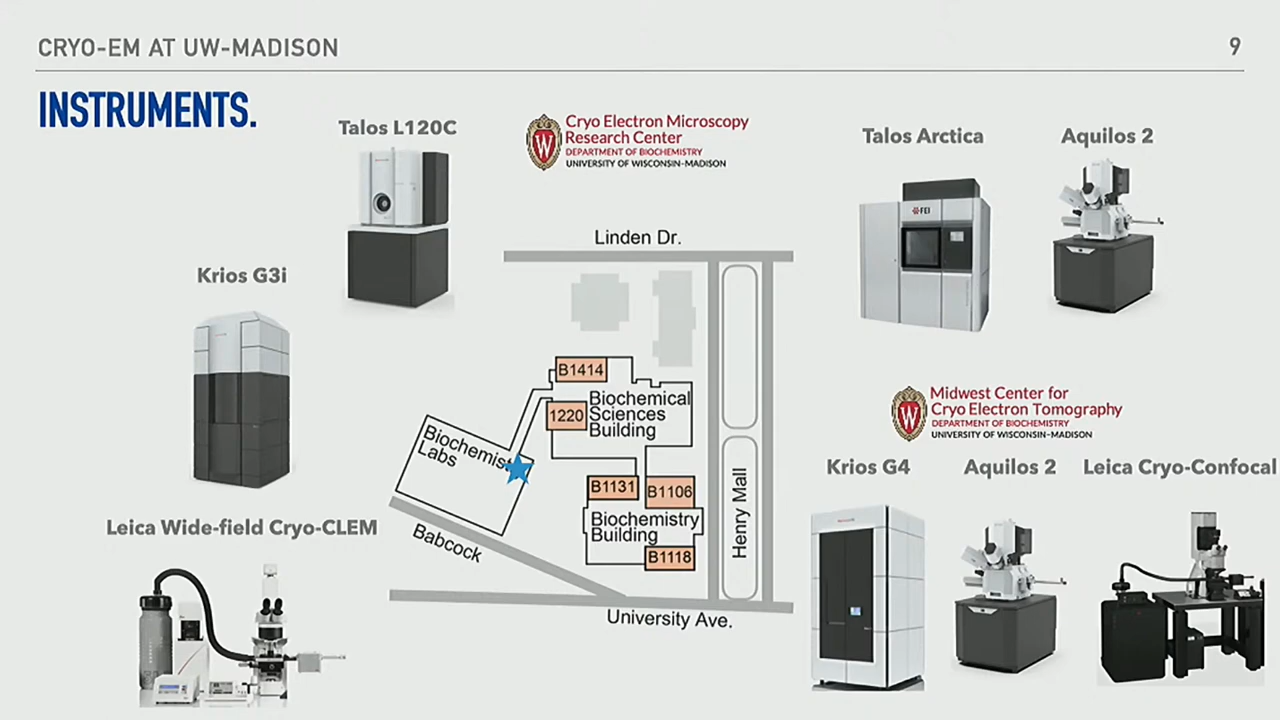 CRYO-EM AT UW-MADISON
9
INSTRUMENTS.
Talos L120C
Cryo Electron Microscopy
Research Center
DEPARTMENT OF BIOCHEMISTRY
UNIVERSITY OF WISCONSIN-MADISON
Talos Arctica
Aquilos 2
FEI
Linden Dr.
Krios G3i
B1414
Biochemical
Sciences
Building
1220
Biochemist
Labs
B1131
B1106
Biochemistry
Building
B1118
Henry Mall
Babcock
University Ave.
Midwest Center for
Cryo Electron Tomography
DEPARTMENT OF BIOCHEMISTRY
UNIVERSITY OF WISCONSIN-MADISON
Krios G4
Aquilos 2
Leica Cryo-Confocal
Leica Wide-field Cryo-CLEM